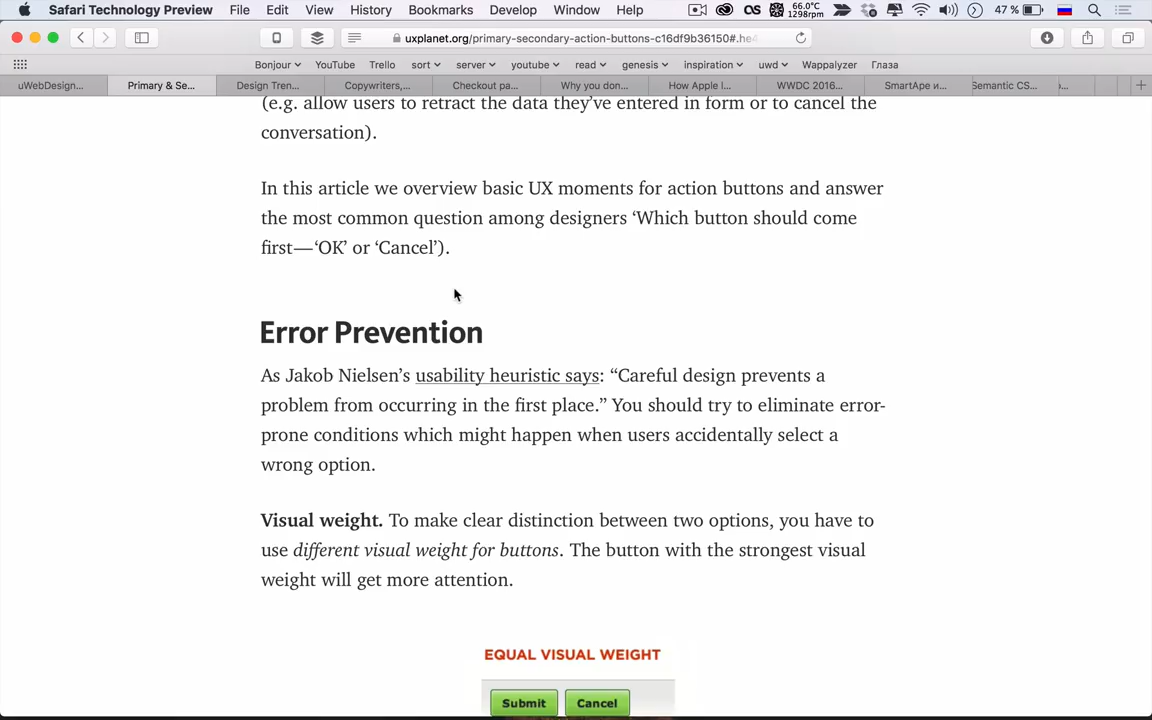 Safari Technology Preview File Edit View History Bookmarks Develop Window Help 66.0°C 1298rpm 47 %
uxplanet.org/primary-secondary-action-buttons-c16df9b36150#.he4
Bonjour YouTube Trello sort server youtube read genesis inspiration uwd Wappalyzer Глаза
uWebDesign... Primary & Se... Design Tren... Copywriters,... Checkout pa... Why you don... How Apple l... WWDC 2016... SmartApe и... Semantic CS...
(e.g. allow users to retract the data they’ve entered in form or to cancel the
conversation).
In this article we overview basic UX moments for action buttons and answer
the most common question among designers ‘Which button should come
first — ‘OK’ or ‘Cancel’).
Error Prevention
As Jakob Nielsen’s usability heuristic says: “Careful design prevents a
problem from occurring in the first place.” You should try to eliminate error-
prone conditions which might happen when users accidentally select a
wrong option.
Visual weight. To make clear distinction between two options, you have to
use different visual weight for buttons. The button with the strongest visual
weight will get more attention.
EQUAL VISUAL WEIGHT
Submit Cancel